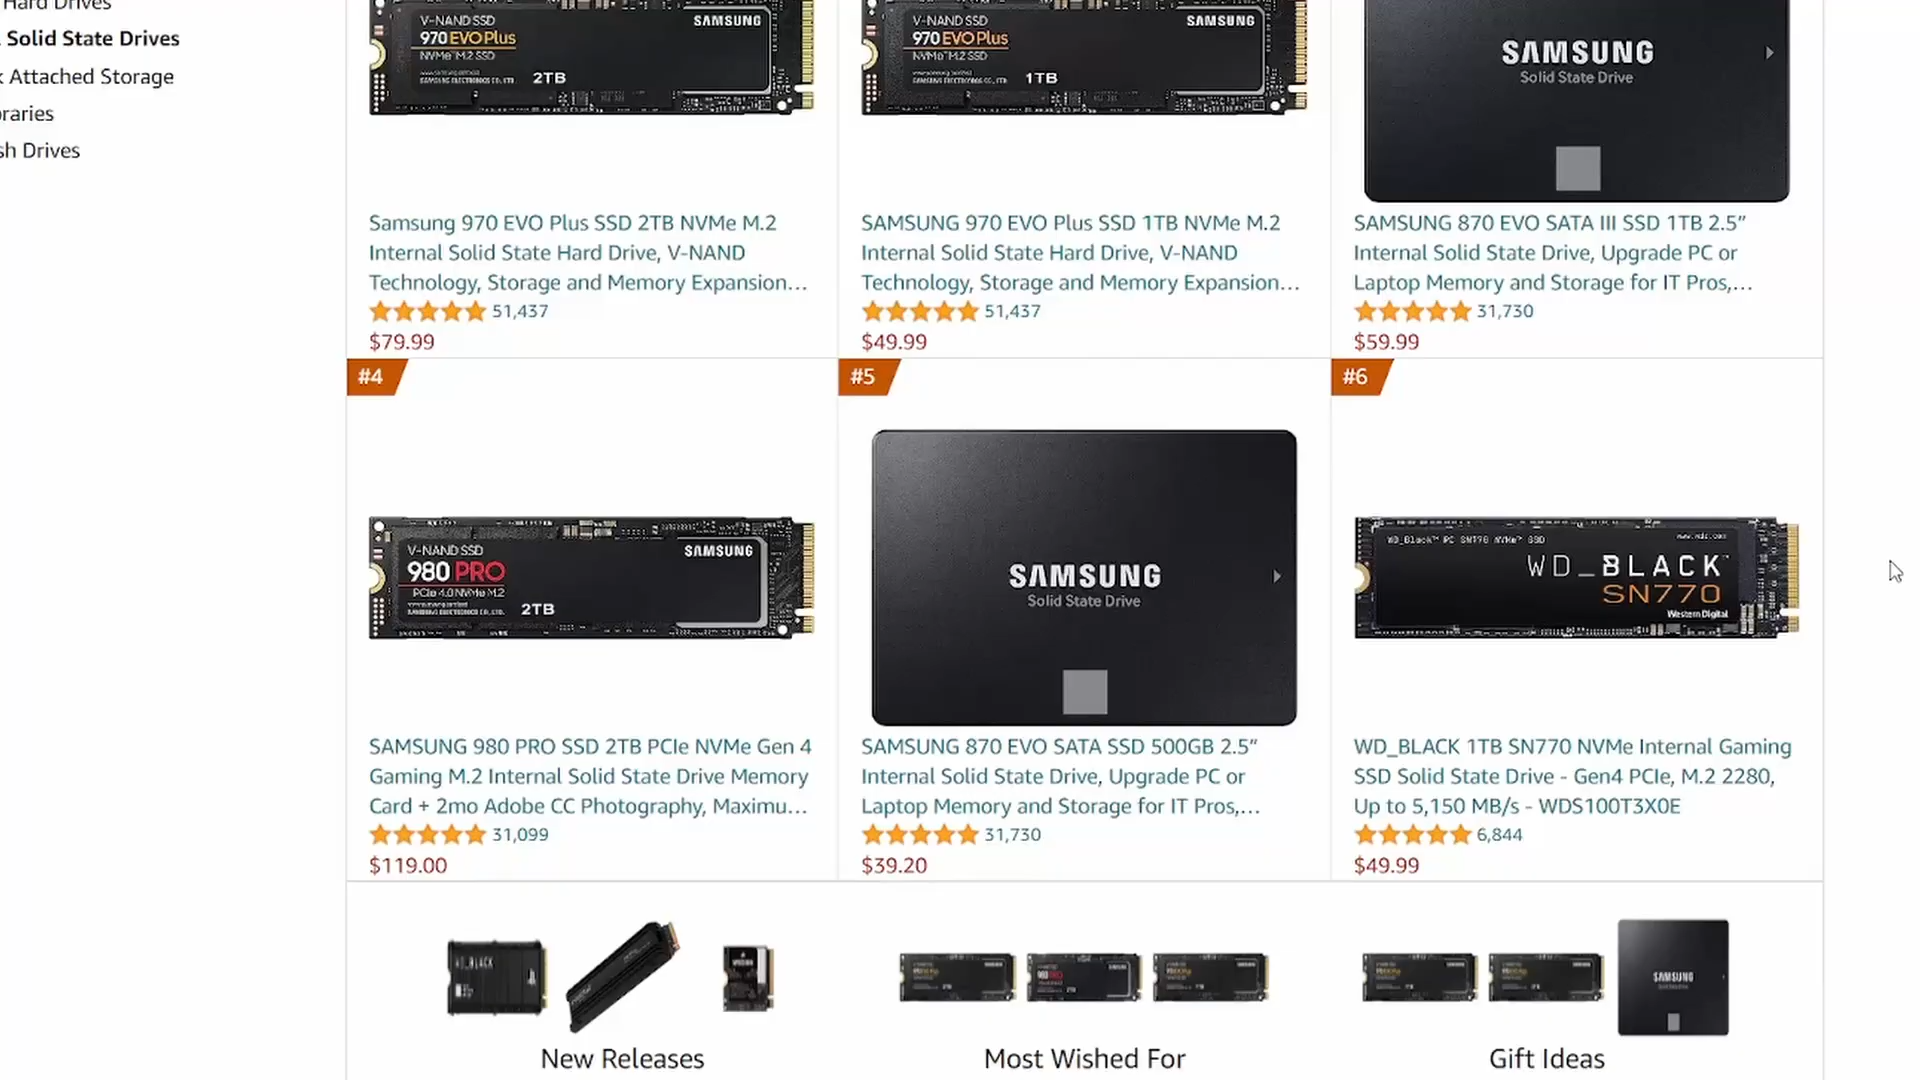 Hard Drives
Solid State Drives
Attached Storage
sh Drives
V-NAND SSD
SAMSUNG
970 EVO Plus
NVMe™ M.2 SSD
2TB
V-NAND SSD
SAMSUNG
970 EVO Plus
NVMe™ M.2 SSD
1TB
SAMSUNG
Solid State Drive
Samsung 970 EVO Plus SSD 2TB NVMe M.2
Internal Solid State Hard Drive, V-NAND
Technology, Storage and Memory Expansion…
51,437
$79.99
SAMSUNG 970 EVO Plus SSD 1TB NVMe M.2
Internal Solid State Hard Drive, V-NAND
Technology, Storage and Memory Expansion…
51,437
$49.99
SAMSUNG 870 EVO SATA III SSD 1TB 2.5”
Internal Solid State Drive, Upgrade PC or
Laptop Memory and Storage for IT Pros,…
31,730
$59.99
#4
V-NAND SSD
SAMSUNG
980 PRO
PCIe 4.0 NVMe M.2
2TB
SAMSUNG 980 PRO SSD 2TB PCIe NVMe Gen 4
Gaming M.2 Internal Solid State Drive Memory
Card + 2mo Adobe CC Photography, Maximu…
31,099
$119.00
#5
SAMSUNG
Solid State Drive
SAMSUNG 870 EVO SATA SSD 500GB 2.5”
Internal Solid State Drive, Upgrade PC or
Laptop Memory and Storage for IT Pros,…
31,730
$39.20
#6
WD_Black™ PC SN770 NVMe™ SSD
WD_BLACK™
SN770
Western Digital
WD_BLACK 1TB SN770 NVMe Internal Gaming
SSD Solid State Drive - Gen4 PCIe, M.2 2280,
Up to 5,150 MB/s - WDS100T3X0E
6,844
$49.99
WD_BLACK
SAMSUNG
New Releases
Most Wished For
Gift Ideas